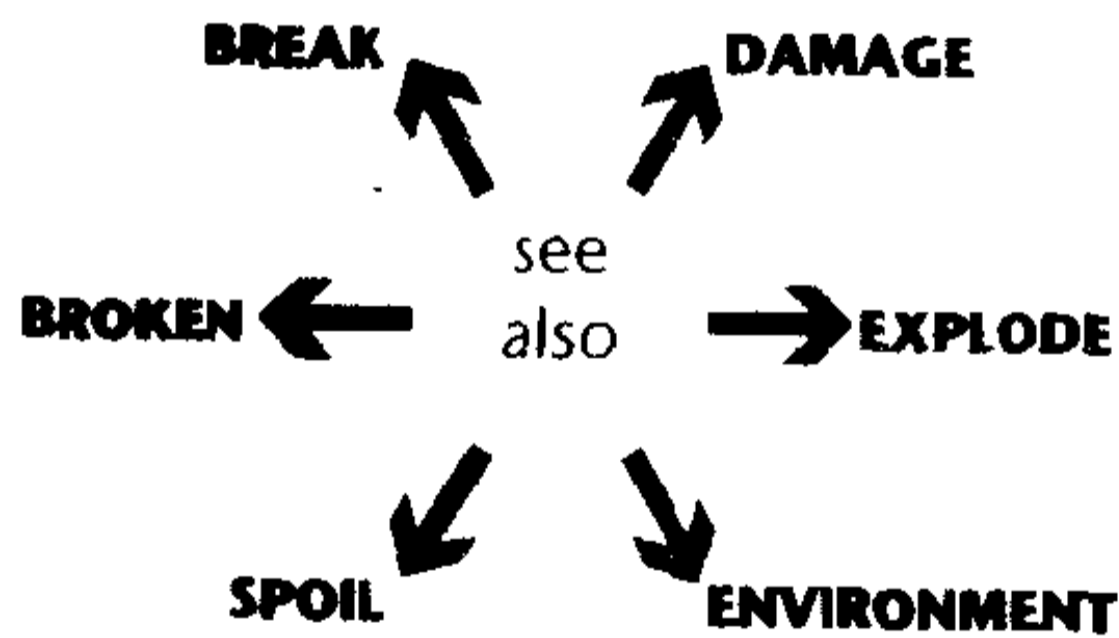 BREAK
DAMAGE
see
also
BROKEN
EXPLODE
SPOIL
ENVIRONMENT